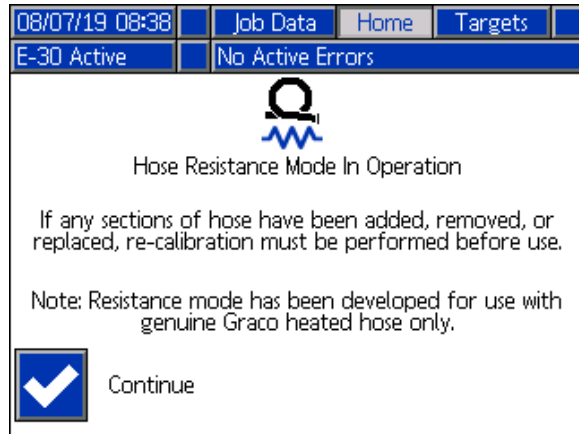 08/07/19 08:38 Job Data Home Targets
E-30 Active No Active Errors
Hose Resistance Mode In Operation
If any sections of hose have been added, removed, or
replaced, re-calibration must be performed before use.
Note: Resistance mode has been developed for use with
genuine Graco heated hose only.
Continue